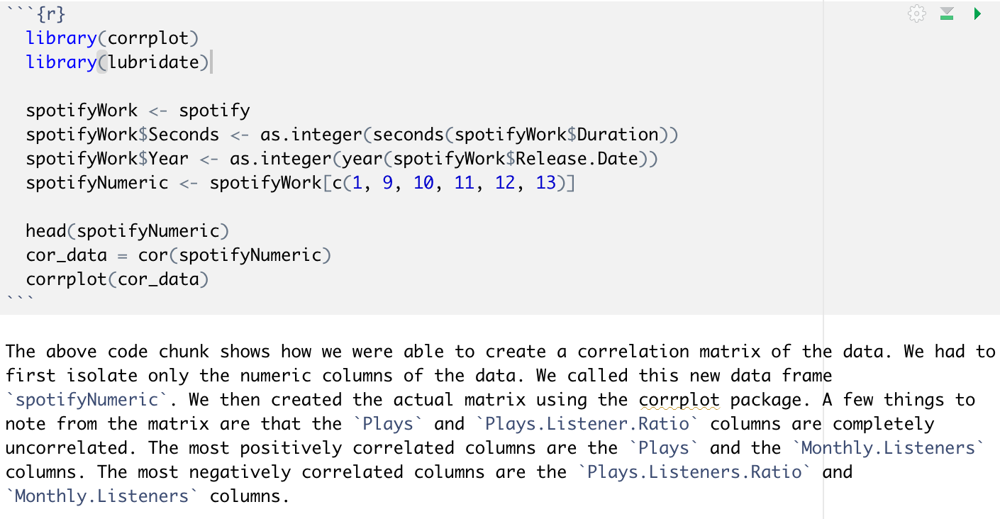 ```{r}
library(corrplot)
library(lubridate)
spotifyWork <- spotify
spotifyWork$Seconds <- as.integer(seconds(spotifyWork$Duration))
spotifyWork$Year <- as.integer(year(spotifyWork$Release.Date))
spotifyNumeric <- spotifyWork[c(1, 9, 10, 11, 12, 13)]
head(spotifyNumeric)
cor_data = cor(spotifyNumeric)
corrplot(cor_data)
```
The above code chunk shows how we were able to create a correlation matrix of the data. We had to
first isolate only the numeric columns of the data. We called this new data frame
`spotifyNumeric`. We then created the actual matrix using the corrplot package. A few things to
note from the matrix are that the `Plays` and `Plays.Listener.Ratio` columns are completely
uncorrelated. The most positively correlated columns are the `Plays` and the `Monthly.Listeners`
columns. The most negatively correlated columns are the `Plays.Listeners.Ratio` and
`Monthly.Listeners` columns.